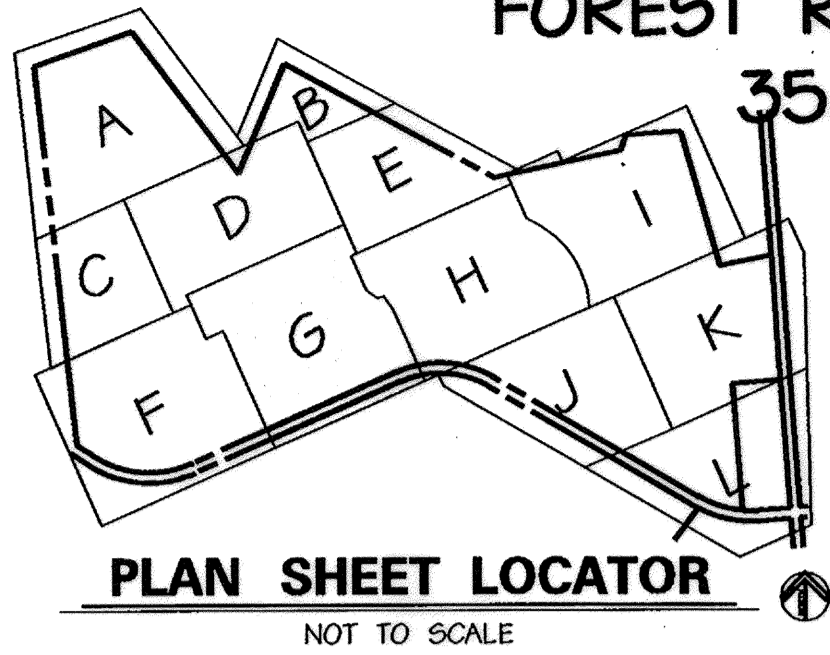 FOREST R
35
A
B
C
D
E
F
G
H
I
J
K
L
PLAN SHEET LOCATOR
NOT TO SCALE